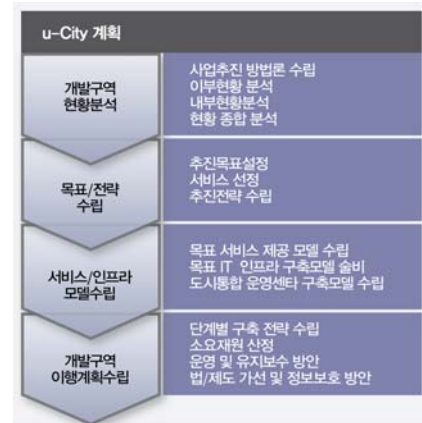 u-City 계획
개발구역
현황분석
사업추진 방법론 수립
이부현황 분석
내부현황분석
현황 종합 분석
목표/전략
수립
추진목표설정
서비스 선정
추진전략 수립
서비스/인프라
모델수립
목표 서비스 제공 모델 수립
목표 IT 인프라 구축모델 술비
도시통합 운영센타 구축모델 수립
개발구역
이행계획수립
단계별 구축 전략 수립
소요재원 산정
운영 및 유지보수 방안
법/제도 가선 및 정보보호 방안